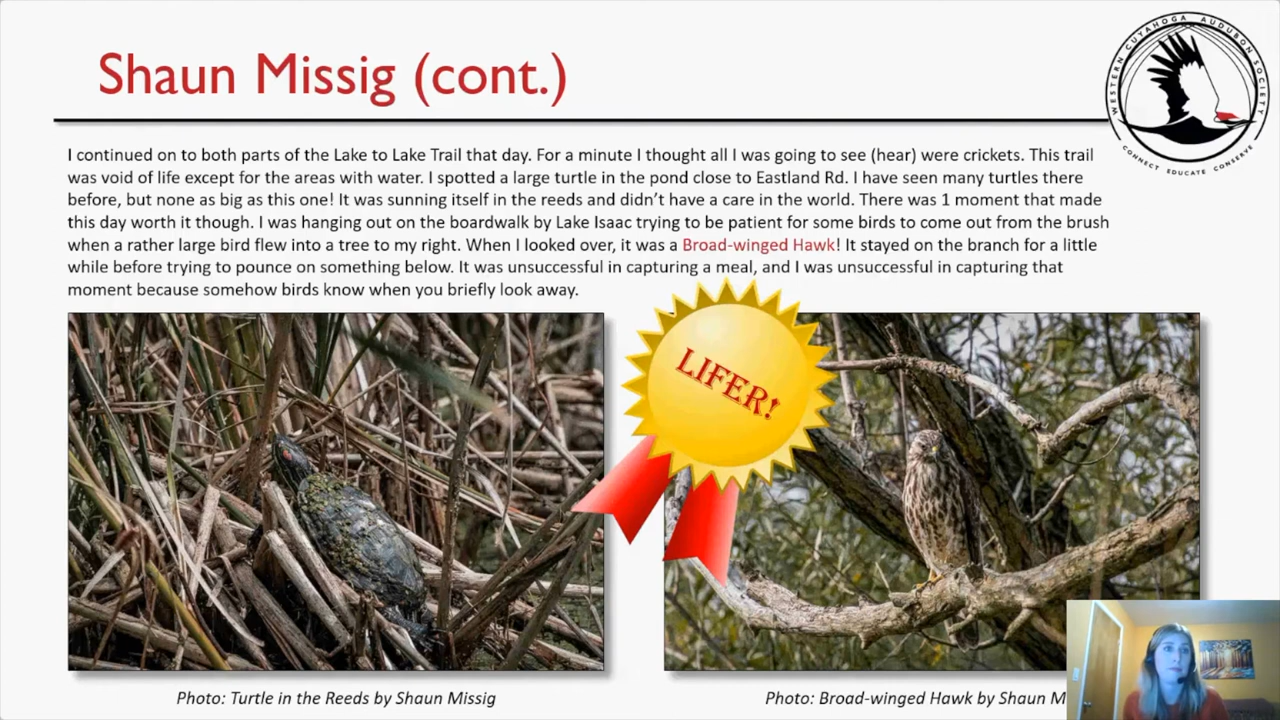 Shaun Missig (cont.)
WESTERN CUYAHOGA AUDUBON SOCIETY
CONNECT EDUCATE CONSERVE
I continued on to both parts of the Lake to Lake Trail that day. For a minute I thought all I was going to see (hear) were crickets. This trail
was void of life except for the areas with water. I spotted a large turtle in the pond close to Eastland Rd. I have seen many turtles there
before, but none as big as this one! It was sunning itself in the reeds and didn't have a care in the world. There was 1 moment that made
this day worth it though. I was hanging out on the boardwalk by Lake Isaac trying to be patient for some birds to come out from the brush
when a rather large bird flew into a tree to my right. When I looked over, it was a Broad-winged Hawk! It stayed on the branch for a little
while before trying to pounce on something below. It was unsuccessful in capturing a meal, and I was unsuccessful in capturing that
moment because somehow birds know when you briefly look away.
LIFER!
Photo: Turtle in the Reeds by Shaun Missig
Photo: Broad-winged Hawk by Shaun M